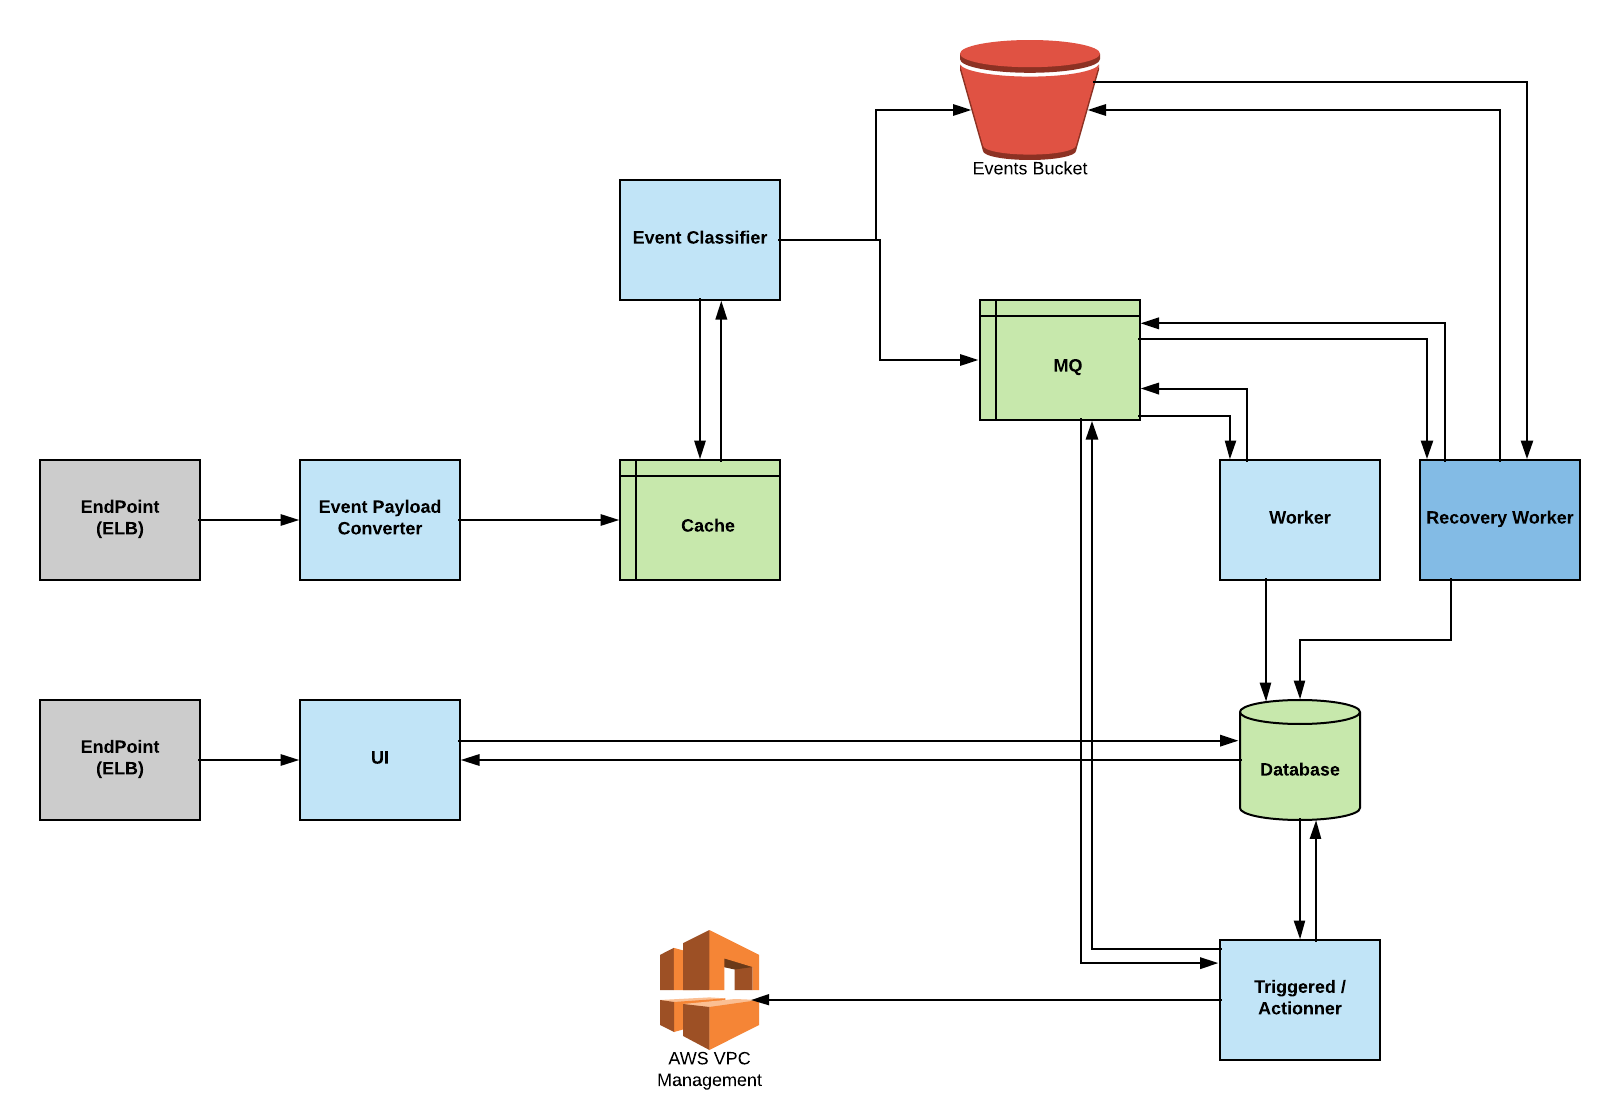 Events Bucket
Event Classifier
MQ
EndPoint
(ELB)
Event Payload
Converter
Cache
Worker
Recovery Worker
EndPoint
(ELB)
UI
Database
Triggered /
Actionner
AWS VPC
Management